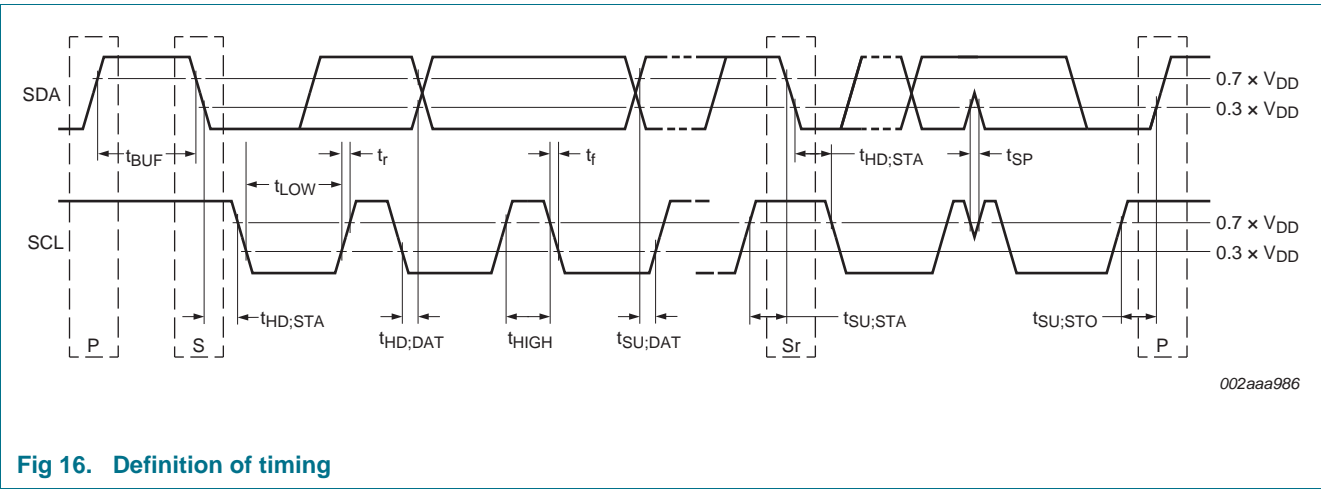 SDA
0.7 × VDD
0.3 × VDD
tBUF
tLOW
tr
tf
tHD;STA
tSP
SCL
0.7 × VDD
0.3 × VDD
tHD;STA
tHD;DAT
tHIGH
tSU;DAT
tSU;STA
tSU;STO
P
S
Sr
P
002aaa986
Fig 16. Definition of timing